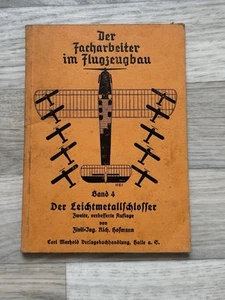 Der
Facharbeiter
im Flugzeugbau
Band 4
Der Leichtmetallschlosser
Zweite, verbesserte Auflage
von
Zivil-Ing. Rich. Hofmann
Carl Marhold Verlagsbuchhandlung, Halle a. S.